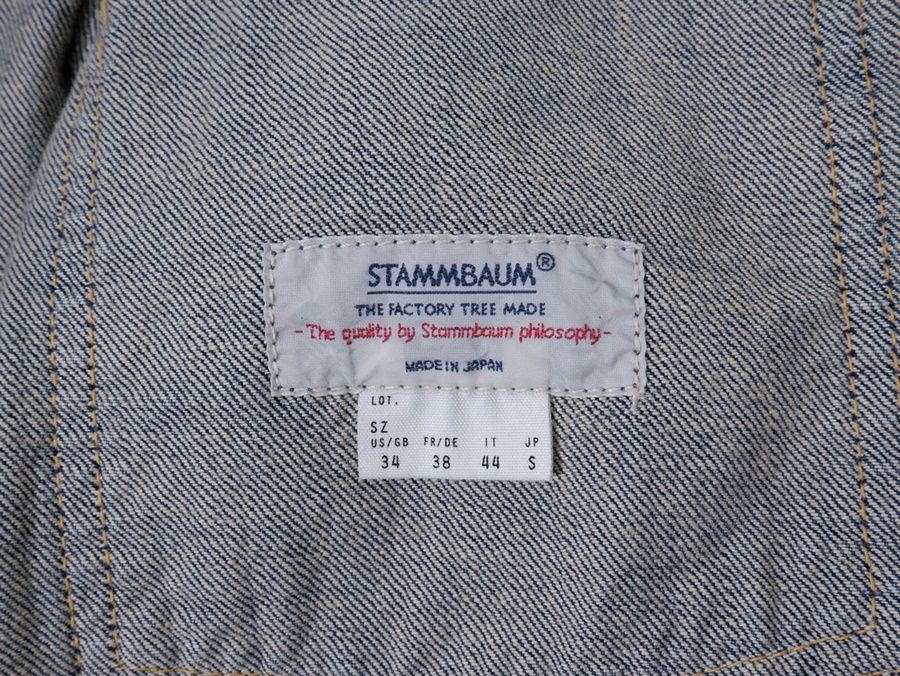 STAMMBAUM®
THE FACTORY TREE MADE
-The quality by Stammbaum philosophy-
MADE IN JAPAN
LOT.
SZ
US/GB FR/DE IT JP
34 38 44 S